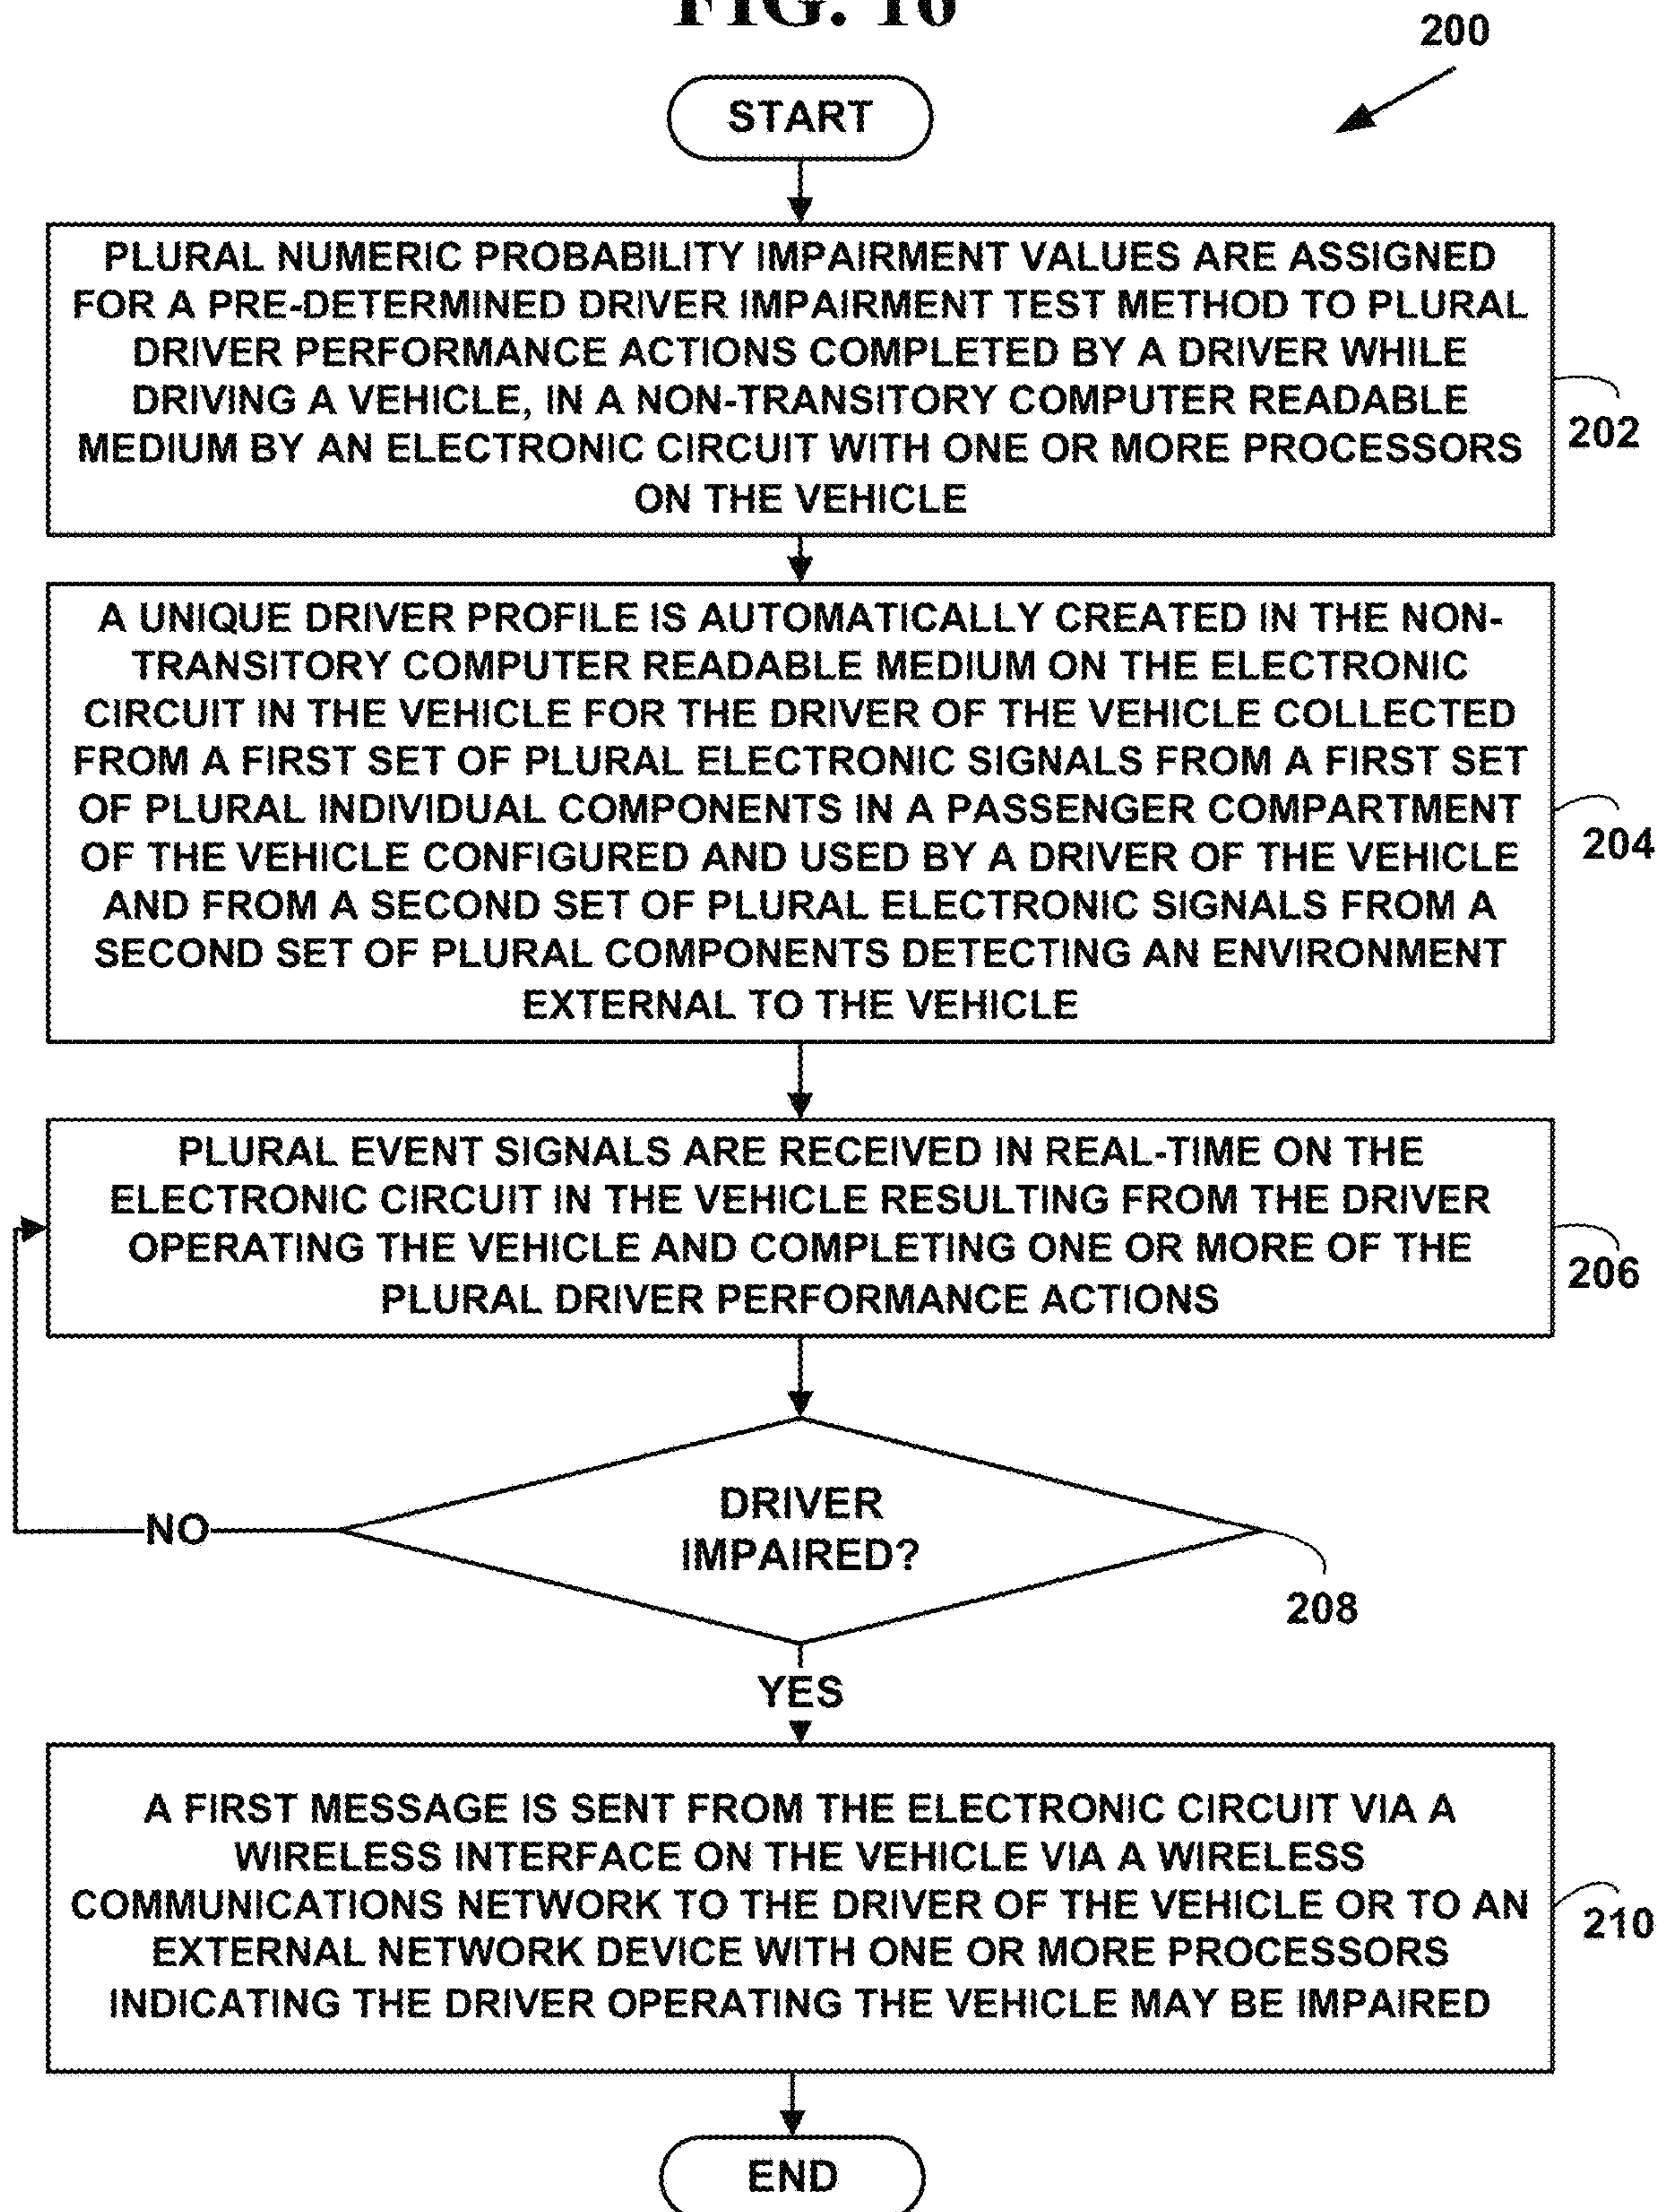 FIG.
200
START
PLURAL NUMERIC PROBABILITY IMPAIRMENT VALUES ARE ASSIGNED
FOR A PRE-DETERMINED DRIVER IMPAIRMENT TEST METHOD TO PLURAL
DRIVER PERFORMANCE ACTIONS COMPLETED BY A DRIVER WHILE
DRIVING A VEHICLE, IN A NON-TRANSITORY COMPUTER READABLE
MEDIUM BY AN ELECTRONIC CIRCUIT WITH ONE OR MORE PROCESSORS
ON THE VEHICLE
202
A UNIQUE DRIVER PROFILE IS AUTOMATICALLY CREATED IN THE NON-
TRANSITORY COMPUTER READABLE MEDIUM ON THE ELECTRONIC
CIRCUIT IN THE VEHICLE FOR THE DRIVER OF THE VEHICLE COLLECTED
FROM A FIRST SET OF PLURAL ELECTRONIC SIGNALS FROM A FIRST SET
OF PLURAL INDIVIDUAL COMPONENTS IN A PASSENGER COMPARTMENT
OF THE VEHICLE CONFIGURED AND USED BY A DRIVER OF THE VEHICLE
AND FROM A SECOND SET OF PLURAL ELECTRONIC SIGNALS FROM A
SECOND SET OF PLURAL COMPONENTS DETECTING AN ENVIRONMENT
EXTERNAL TO THE VEHICLE
204
PLURAL EVENT SIGNALS ARE RECEIVED IN REAL-TIME ON THE
ELECTRONIC CIRCUIT IN THE VEHICLE RESULTING FROM THE DRIVER
OPERATING THE VEHICLE AND COMPLETING ONE OR MORE OF THE
PLURAL DRIVER PERFORMANCE ACTIONS
206
DRIVER
IMPAIRED?
NO
208
YES
A FIRST MESSAGE IS SENT FROM THE ELECTRONIC CIRCUIT VIA A
WIRELESS INTERFACE ON THE VEHICLE VIA A WIRELESS
COMMUNICATIONS NETWORK TO THE DRIVER OF THE VEHICLE OR TO AN
EXTERNAL NETWORK DEVICE WITH ONE OR MORE PROCESSORS
INDICATING THE DRIVER OPERATING THE VEHICLE MAY BE IMPAIRED
210
END